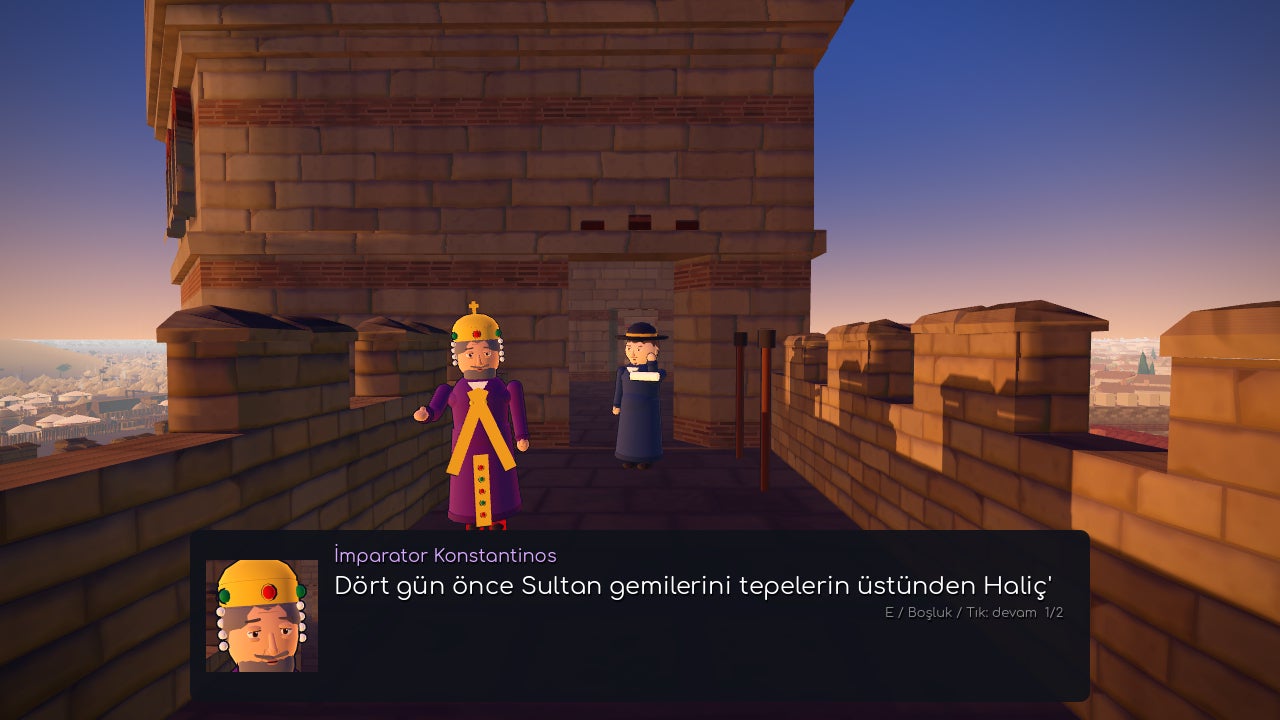 İmparator Konstantinos
Dört gün önce Sultan gemilerini tepelerin üstünden Haliç'
E / Boşluk / Tık: devam 1/2